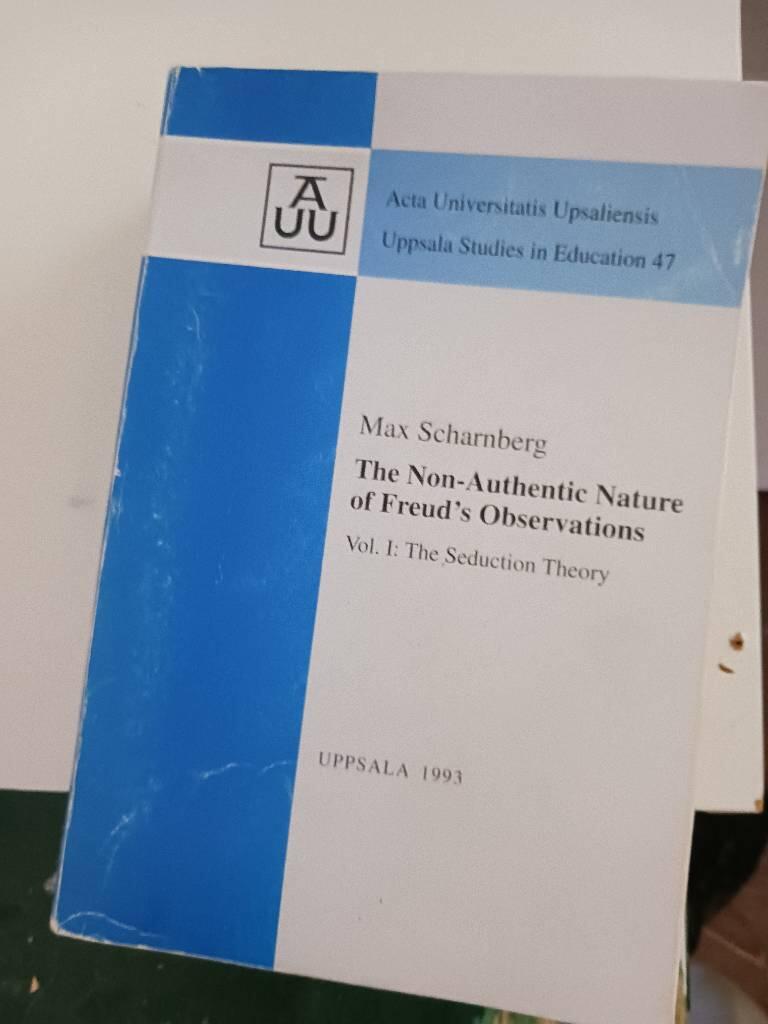 A
UU
Acta Universitatis Upsaliensis
Uppsala Studies in Education 47
Max Scharnberg
The Non-Authentic Nature
of Freud's Observations
Vol. I: The Seduction Theory
UPPSALA 1993